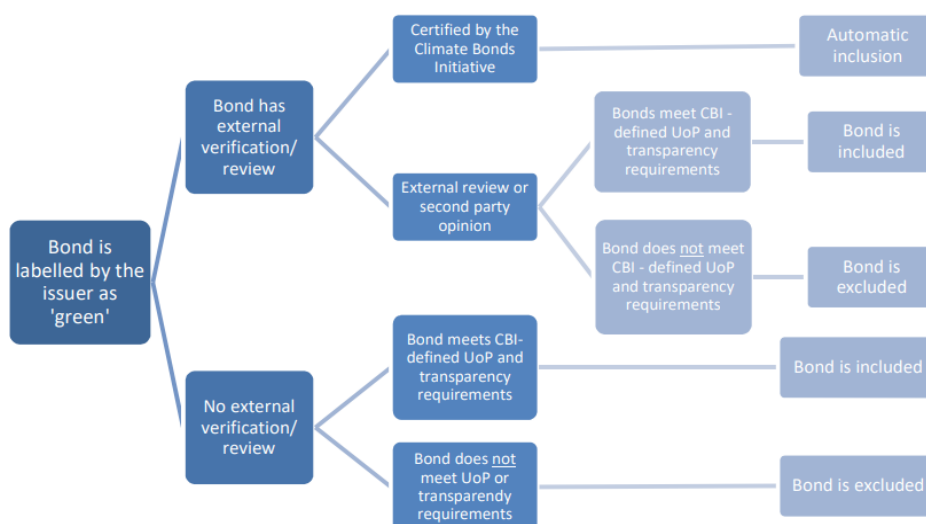 Bond is
labelled by the
issuer as
'green'
Bond has
external
verification/
review
Certified by the
Climate Bonds
Initiative
Automatic
inclusion
External review or
second party
opinion
Bonds meet CBI -
defined UoP and
transparency
requirements
Bond is
included
Bond does not meet
CBI - defined UoP
and transparency
requirements
Bond is
excluded
No external
verification/
review
Bond meets CBI-
defined UoP and
transparency
requirements
Bond is included
Bond does not
meet UoP or
transparendy
requirements
Bond is excluded